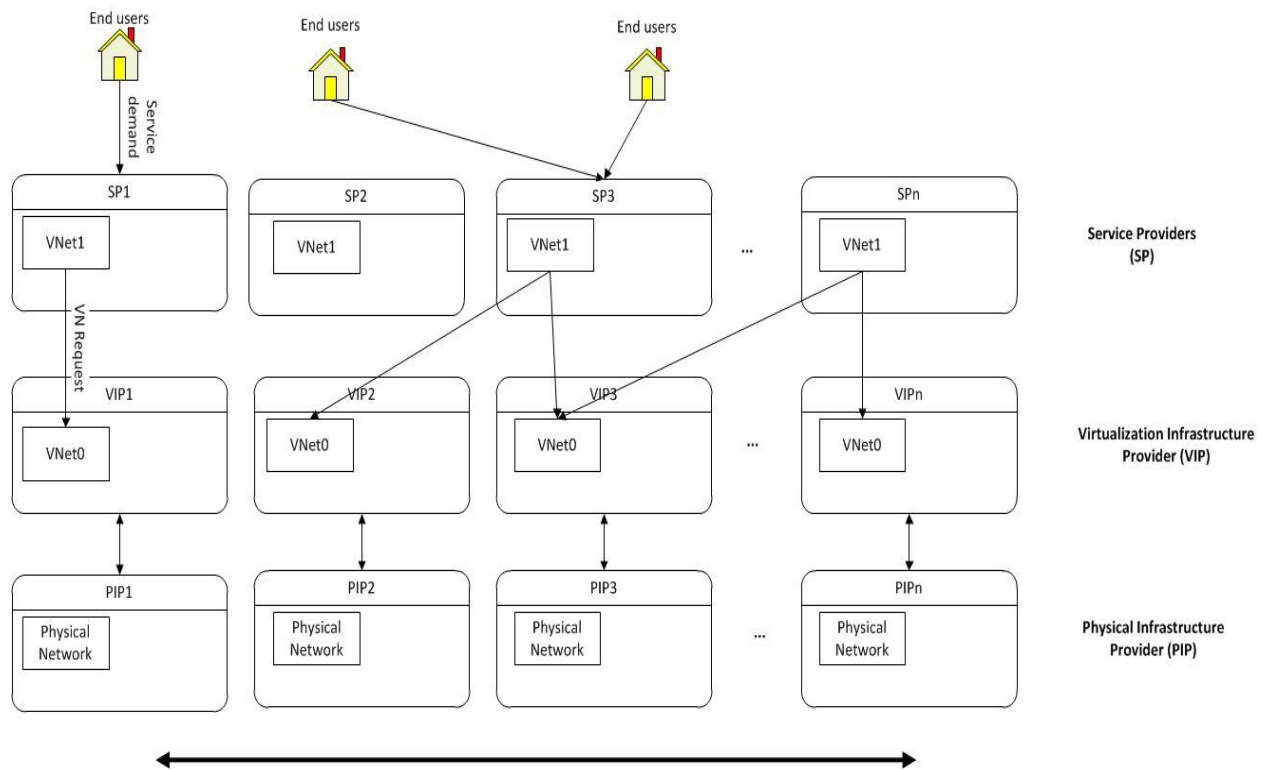 End users
End users
End users
Service
demand
SP1
SP2
SP3
SPn
VNet1
VNet1
VNet1
...
VNet1
Service Providers
(SP)
VN Request
VIP1
VIP2
VIP3
VIPn
VNet0
VNet0
VNet0
...
VNet0
Virtualization Infrastructure
Provider (VIP)
PIP1
PIP2
PIP3
PIPn
Physical
Network
Physical
Network
Physical
Network
...
Physical
Network
Physical Infrastructure
Provider (PIP)